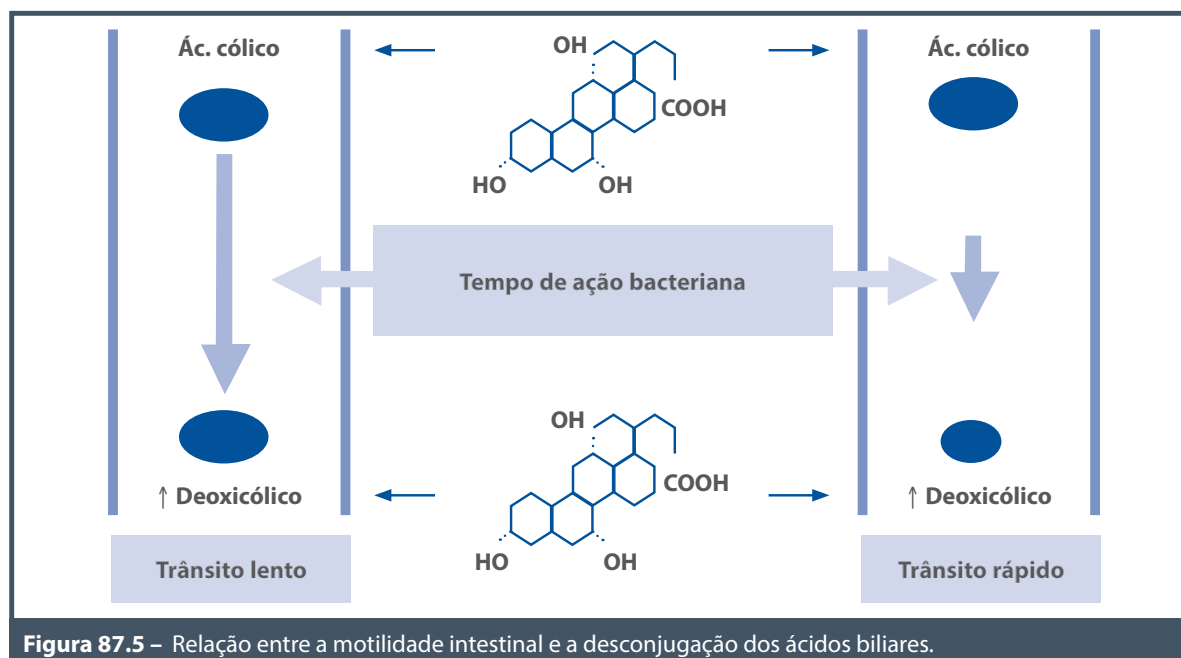 Ác. cólico
OH
Ác. cólico
COOH
HO
OH
Tempo de ação bacteriana
OH
COOH
↑ Deoxicólico
↑ Deoxicólico
HO
OH
Trânsito lento
Trânsito rápido
Figura 87.5 – Relação entre a motilidade intestinal e a desconjugação dos ácidos biliares.